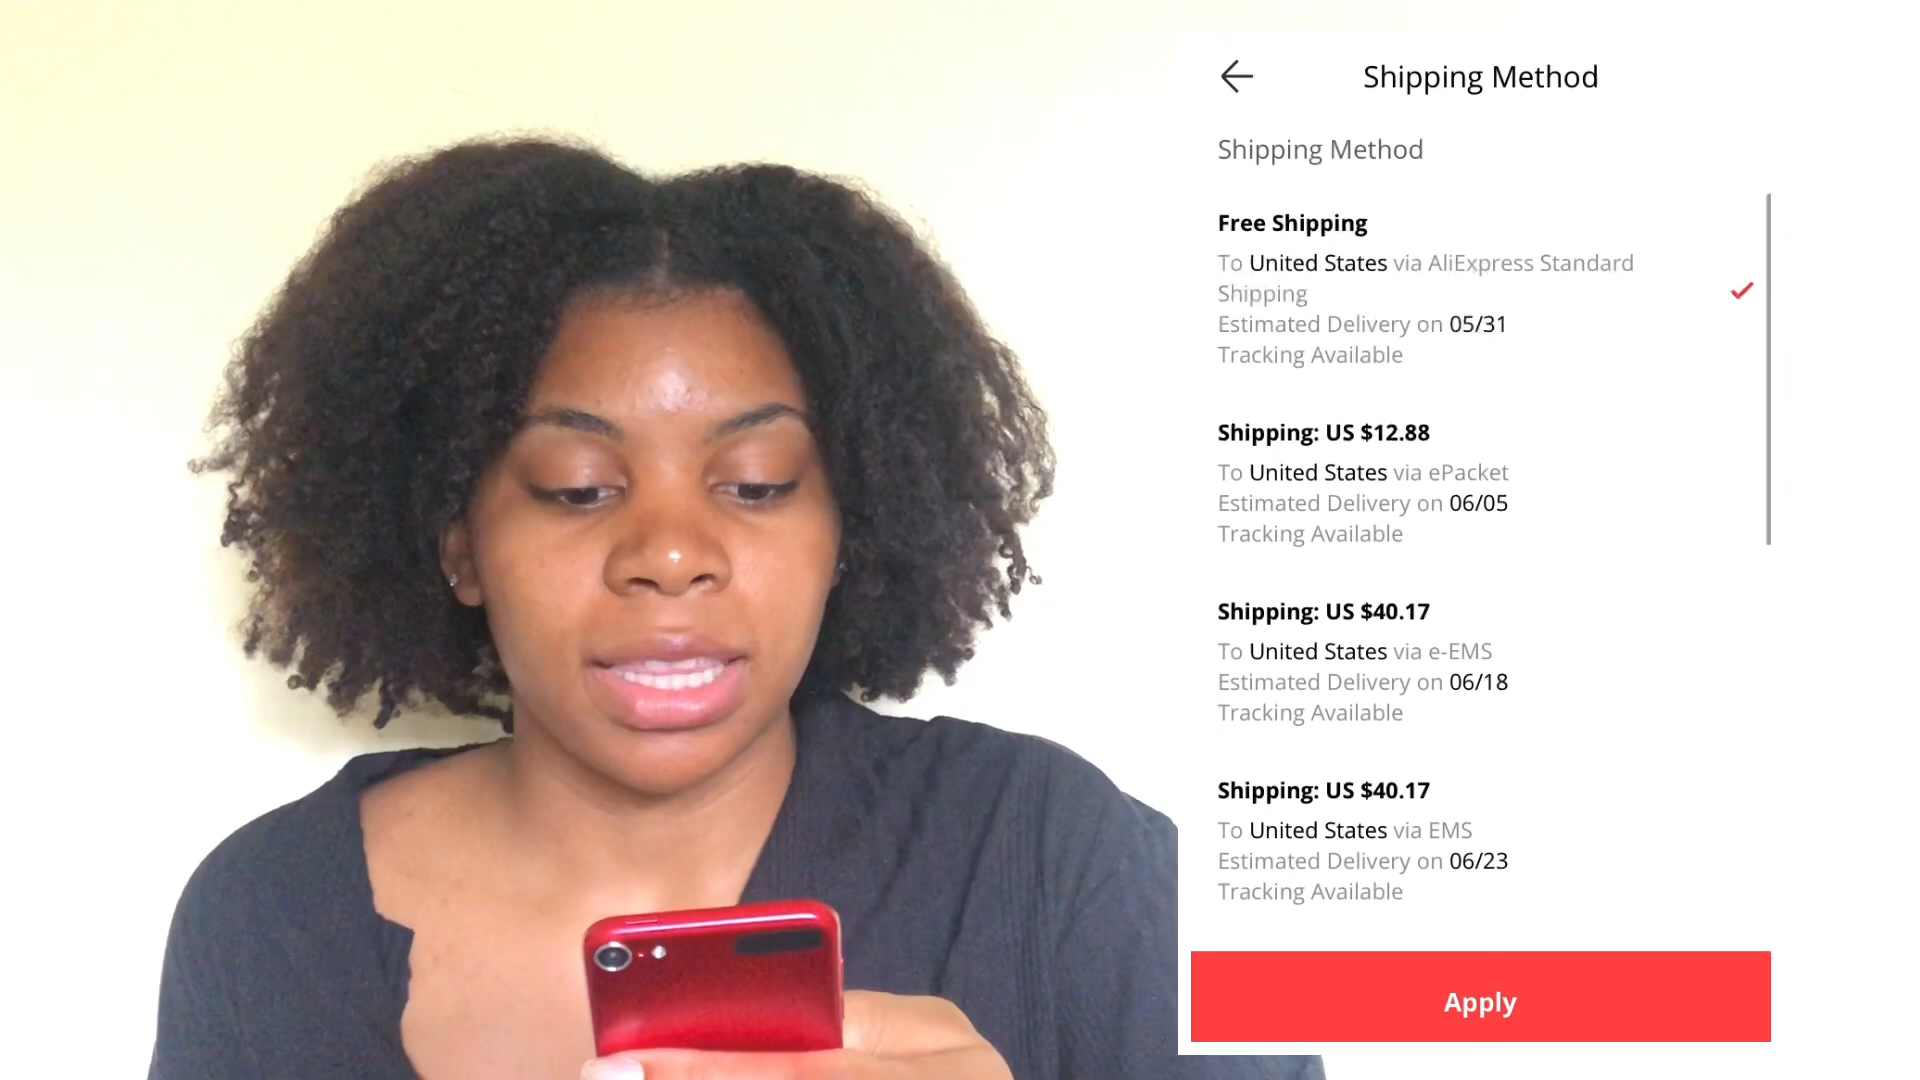 Shipping Method
Shipping Method
Free Shipping
To United States via AliExpress Standard
Shipping
Estimated Delivery on 05/31
Tracking Available
Shipping: US $12.88
To United States via ePacket
Estimated Delivery on 06/05
Tracking Available
Shipping: US $40.17
To United States via e-EMS
Estimated Delivery on 06/18
Tracking Available
Shipping: US $40.17
To United States via EMS
Estimated Delivery on 06/23
Tracking Available
Apply